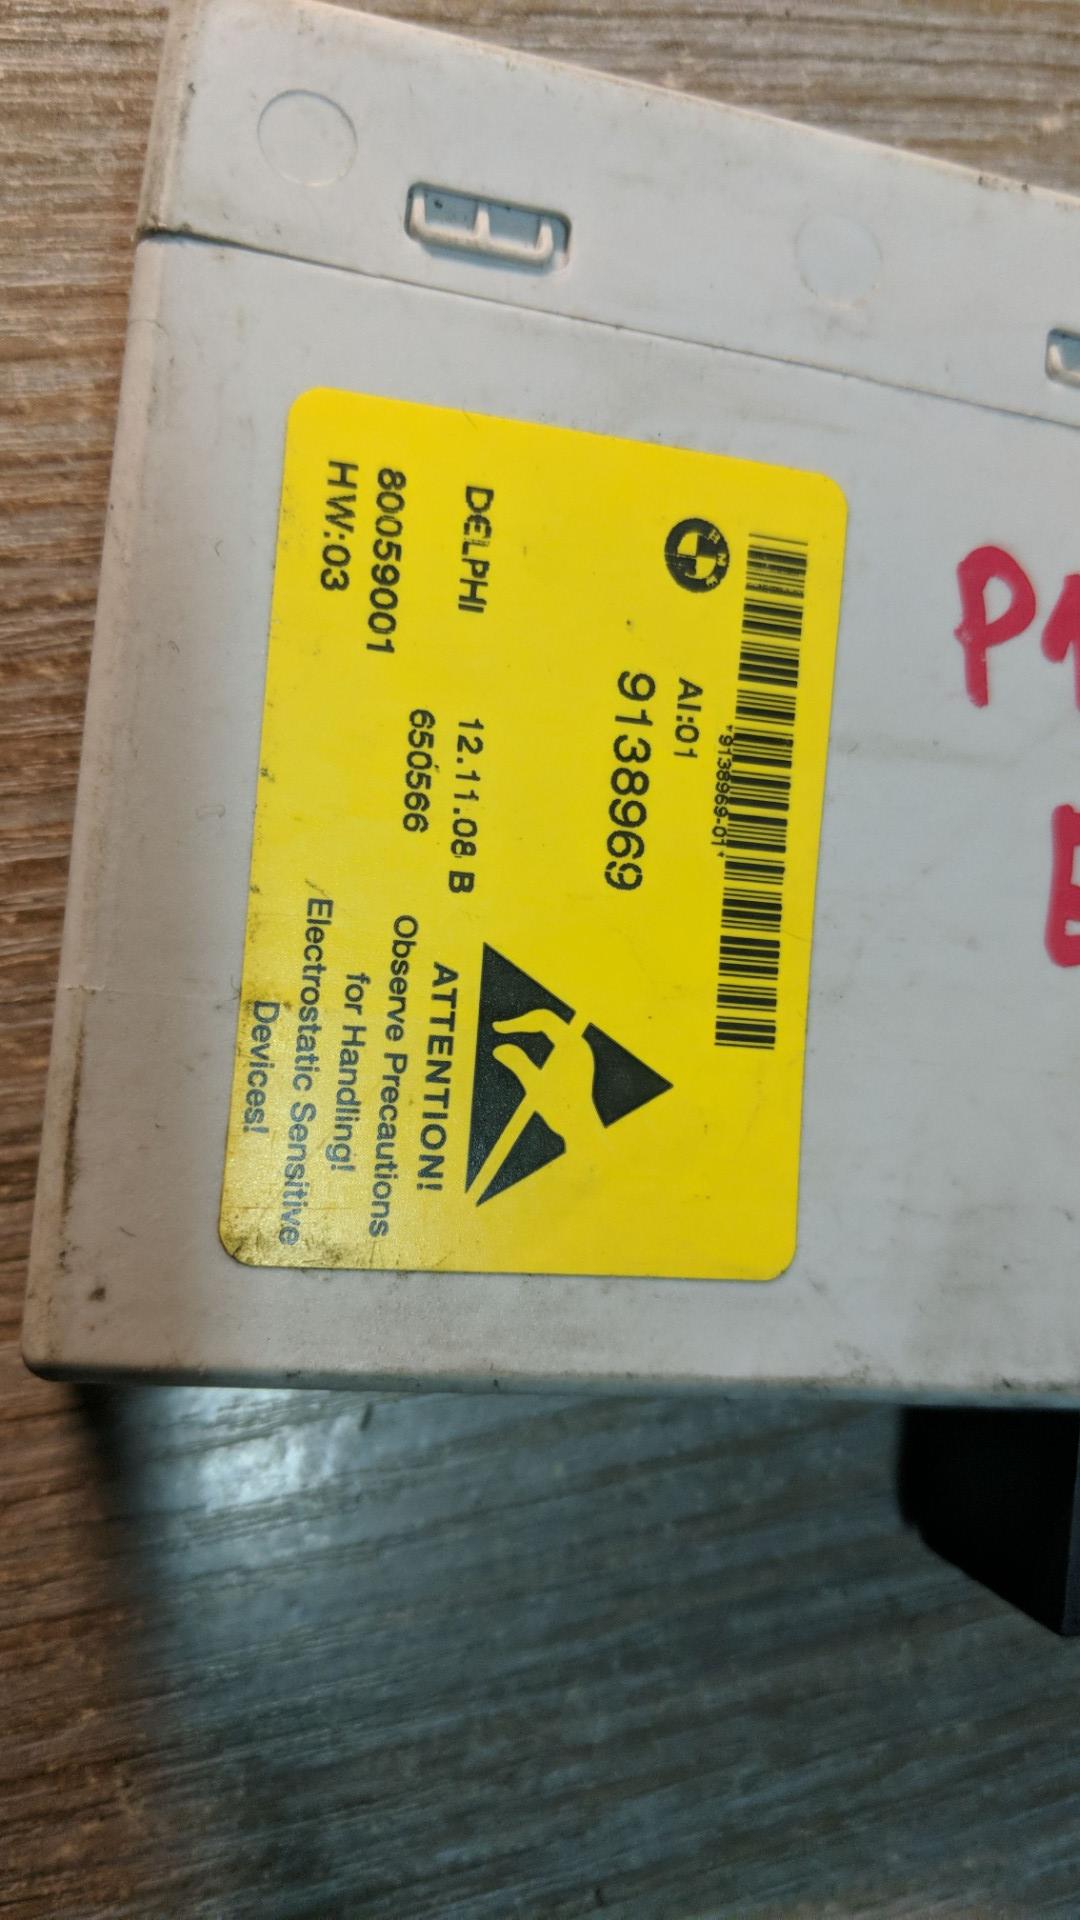 *9138969-01*
AI:01
9138969
DELPHI
12.11.08 B
650566
80059001
HW:03
ATTENTION!
Observe Precautions
for Handling!
Electrostatic Sensitive
Devices!